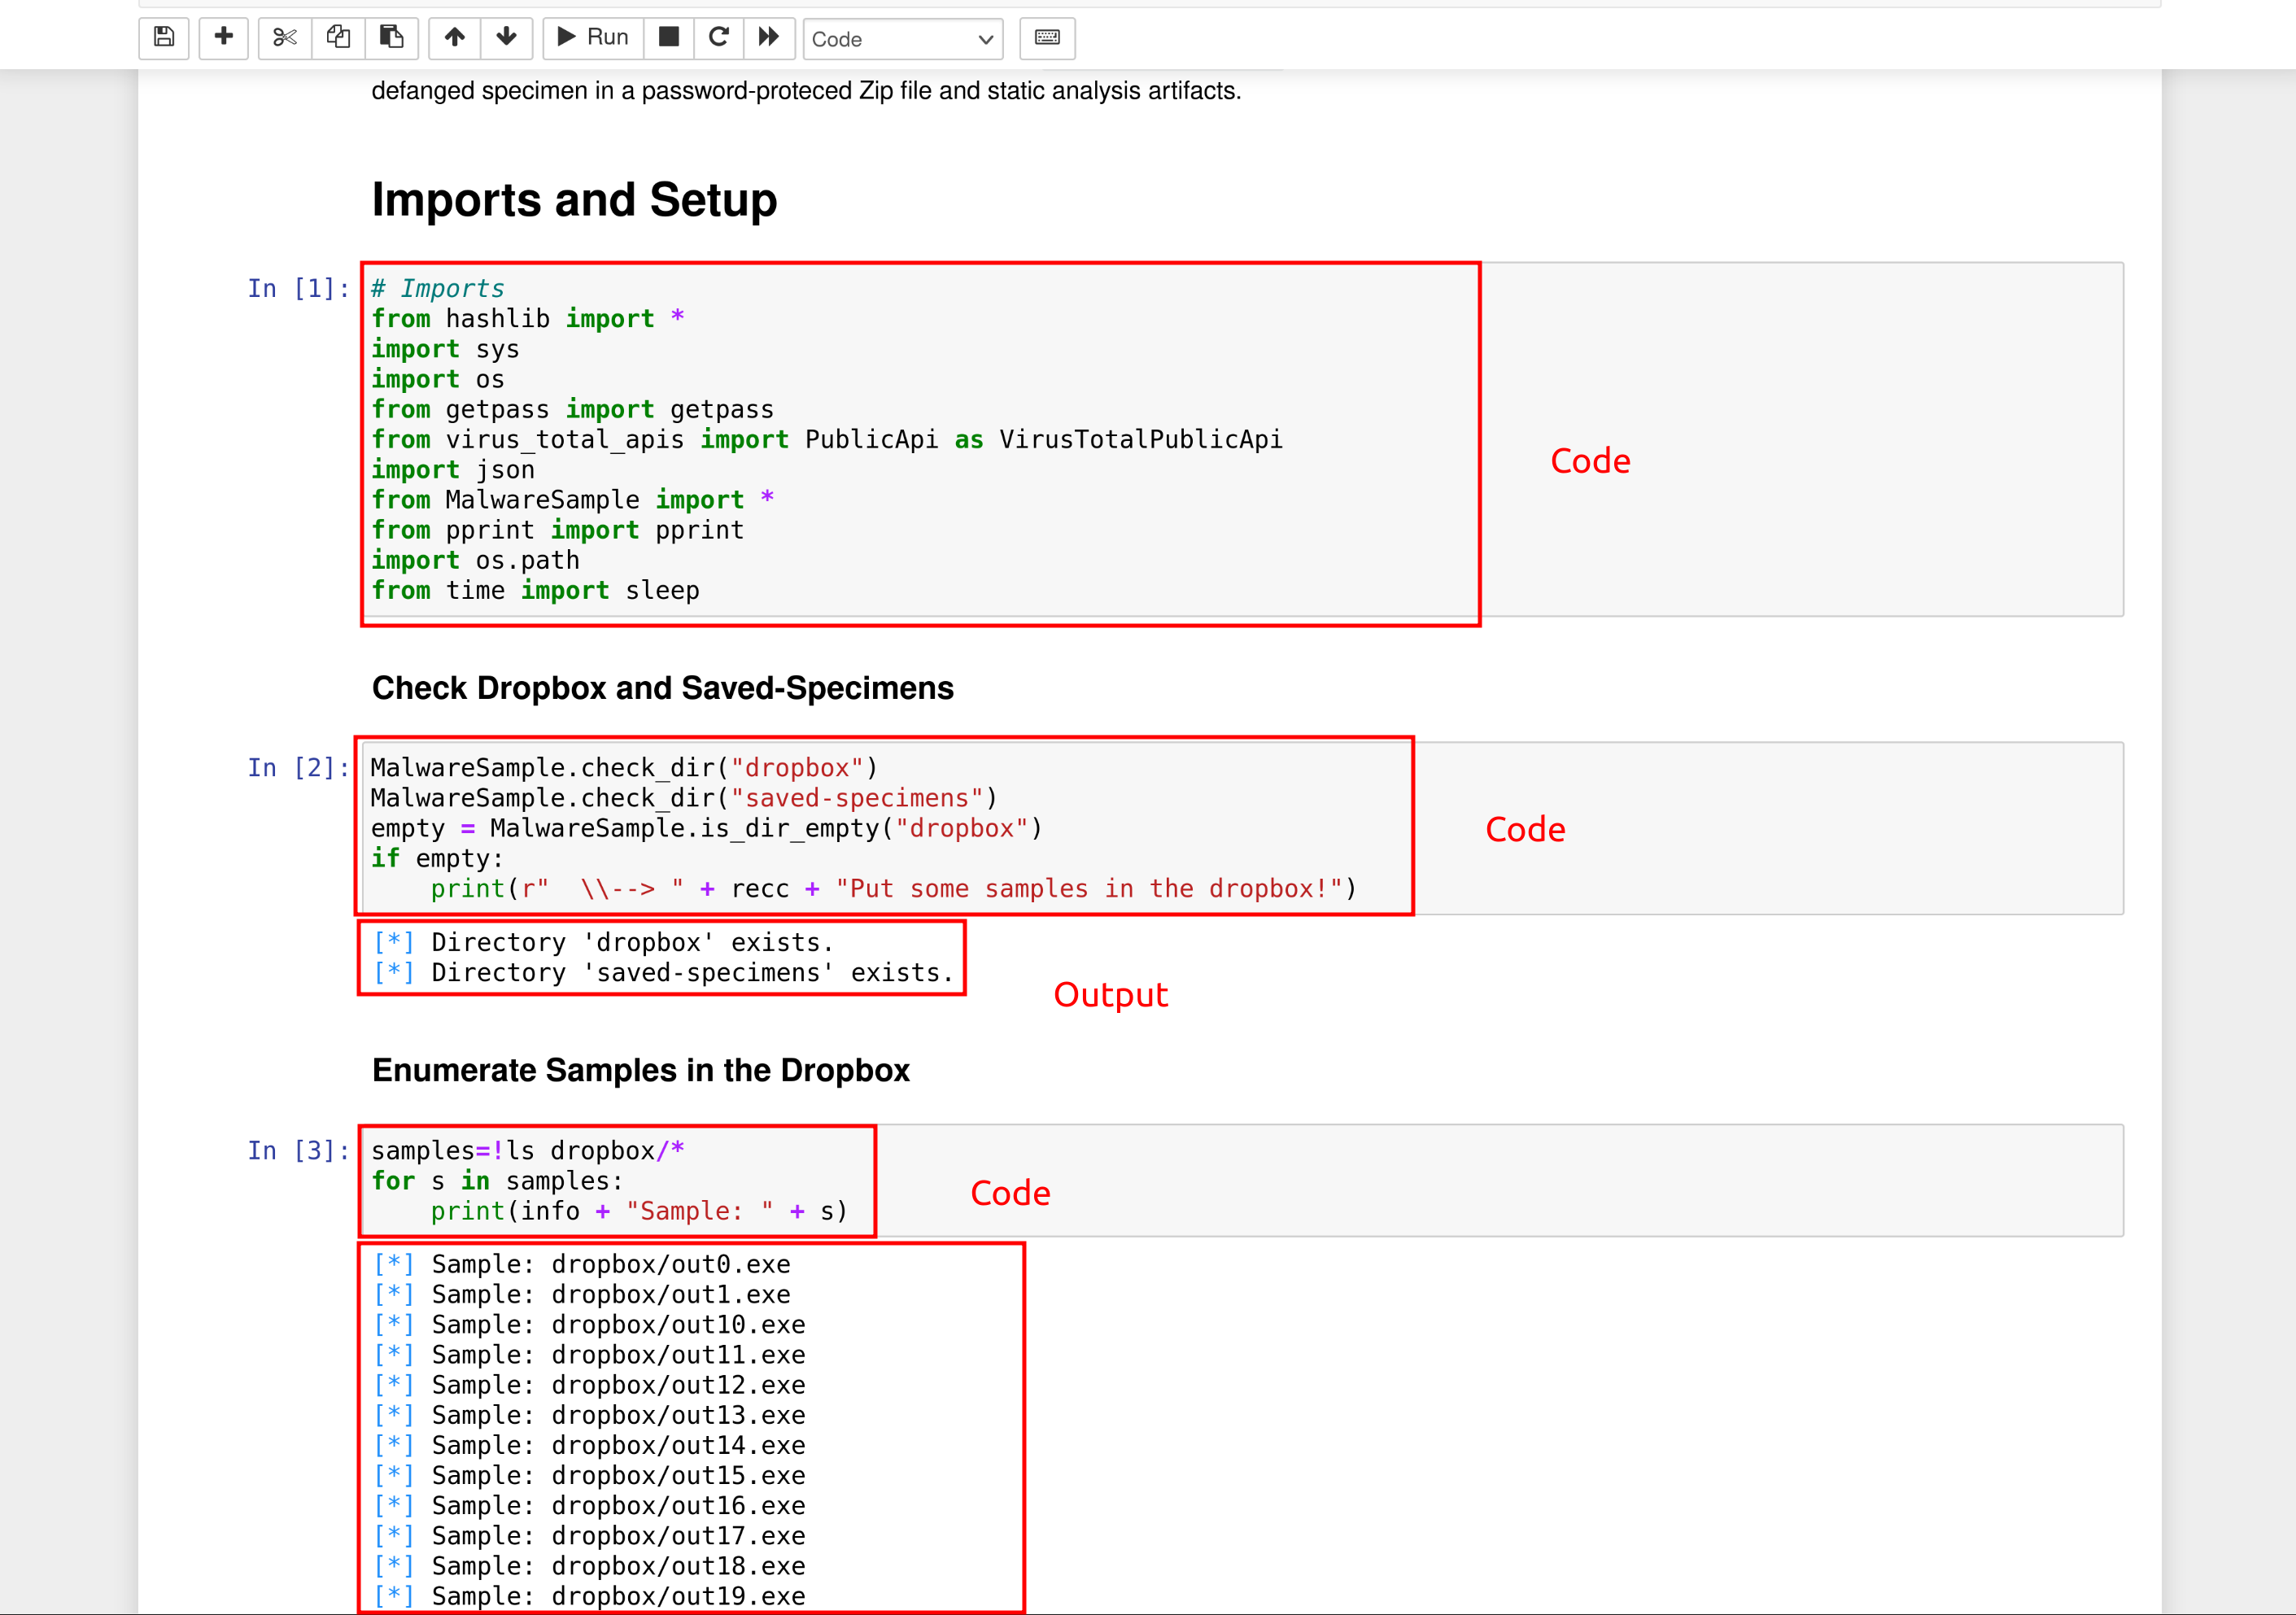 Run
Code
defanged specimen in a password-proteced Zip file and static analysis artifacts.
Imports and Setup
In [1]:
# Imports
from hashlib import *
import sys
import os
from getpass import getpass
from virus_total_apis import PublicApi as VirusTotalPublicApi
import json
from MalwareSample import *
from pprint import pprint
import os.path
from time import sleep
Code
Check Dropbox and Saved-Specimens
In [2]:
MalwareSample.check_dir("dropbox")
MalwareSample.check_dir("saved-specimens")
empty = MalwareSample.is_dir_empty("dropbox")
if empty:
    print(r"  \\--> " + recc + "Put some samples in the dropbox!")
Code
[*] Directory 'dropbox' exists.
[*] Directory 'saved-specimens' exists.
Output
Enumerate Samples in the Dropbox
In [3]:
samples=!ls dropbox/*
for s in samples:
    print(info + "Sample: " + s)
Code
[*] Sample: dropbox/out0.exe
[*] Sample: dropbox/out1.exe
[*] Sample: dropbox/out10.exe
[*] Sample: dropbox/out11.exe
[*] Sample: dropbox/out12.exe
[*] Sample: dropbox/out13.exe
[*] Sample: dropbox/out14.exe
[*] Sample: dropbox/out15.exe
[*] Sample: dropbox/out16.exe
[*] Sample: dropbox/out17.exe
[*] Sample: dropbox/out18.exe
[*] Sample: dropbox/out19.exe